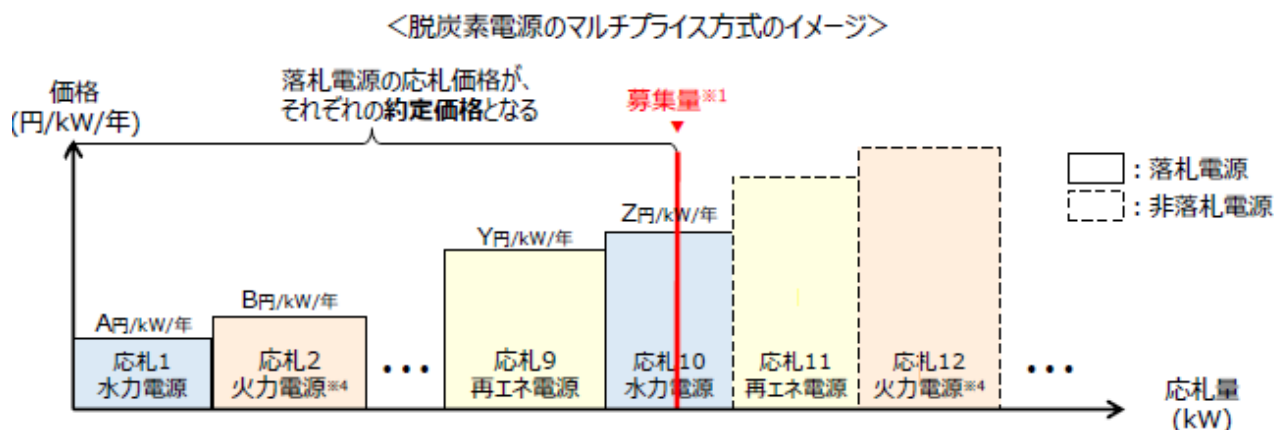 ＜脱炭素電源のマルチプライス方式のイメージ＞
価格
(円/kW/年)
落札電源の応札価格が、
それぞれの約定価格となる
募集量※1
：落札電源
：非落札電源
A円/kW/年
B円/kW/年
Y円/kW/年
Z円/kW/年
応札1
水力電源
応札2
火力電源※4
・・・
応札9
再エネ電源
応札10
水力電源
応札11
再エネ電源
応札12
火力電源※4
・・・
応札量
(kW)